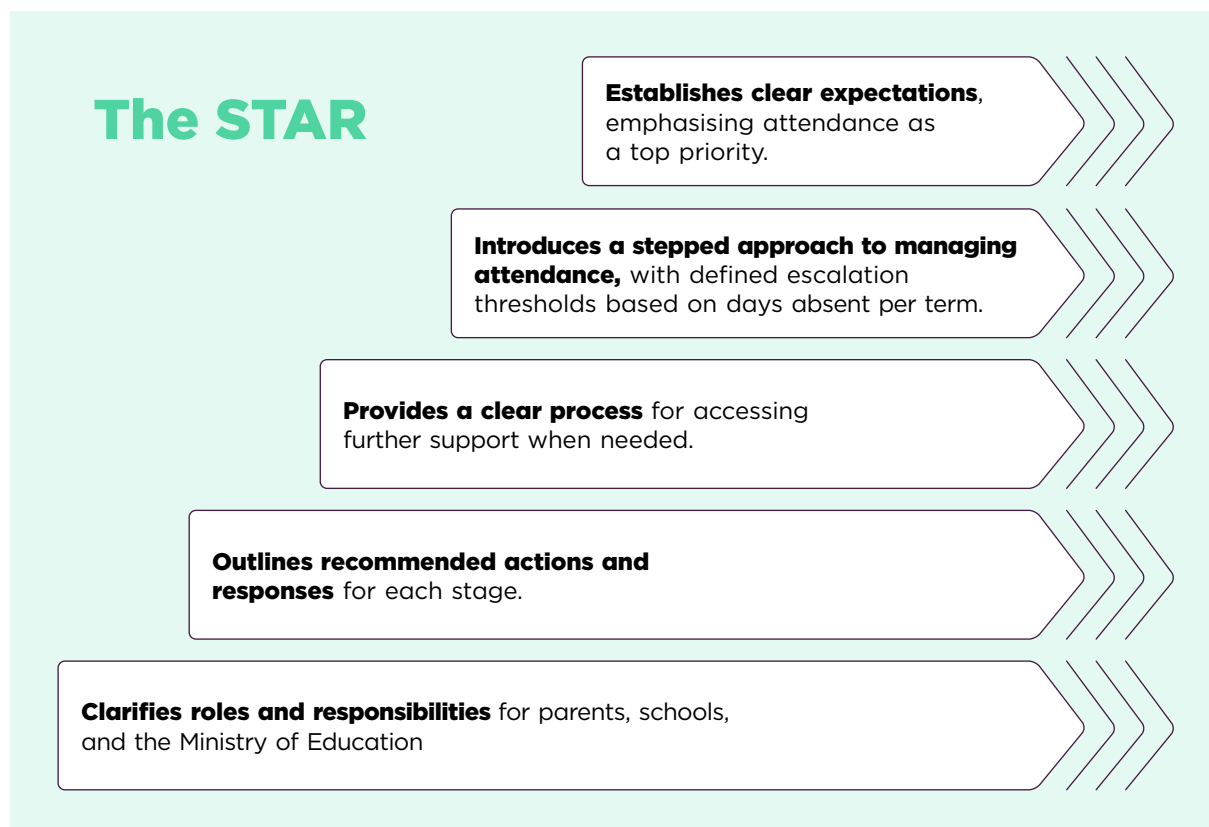 The STAR
Establishes clear expectations,
emphasising attendance as
a top priority.
Introduces a stepped approach to managing
attendance, with defined escalation
thresholds based on days absent per term.
Provides a clear process for accessing
further support when needed.
Outlines recommended actions and
responses for each stage.
Clarifies roles and responsibilities for parents, schools,
and the Ministry of Education